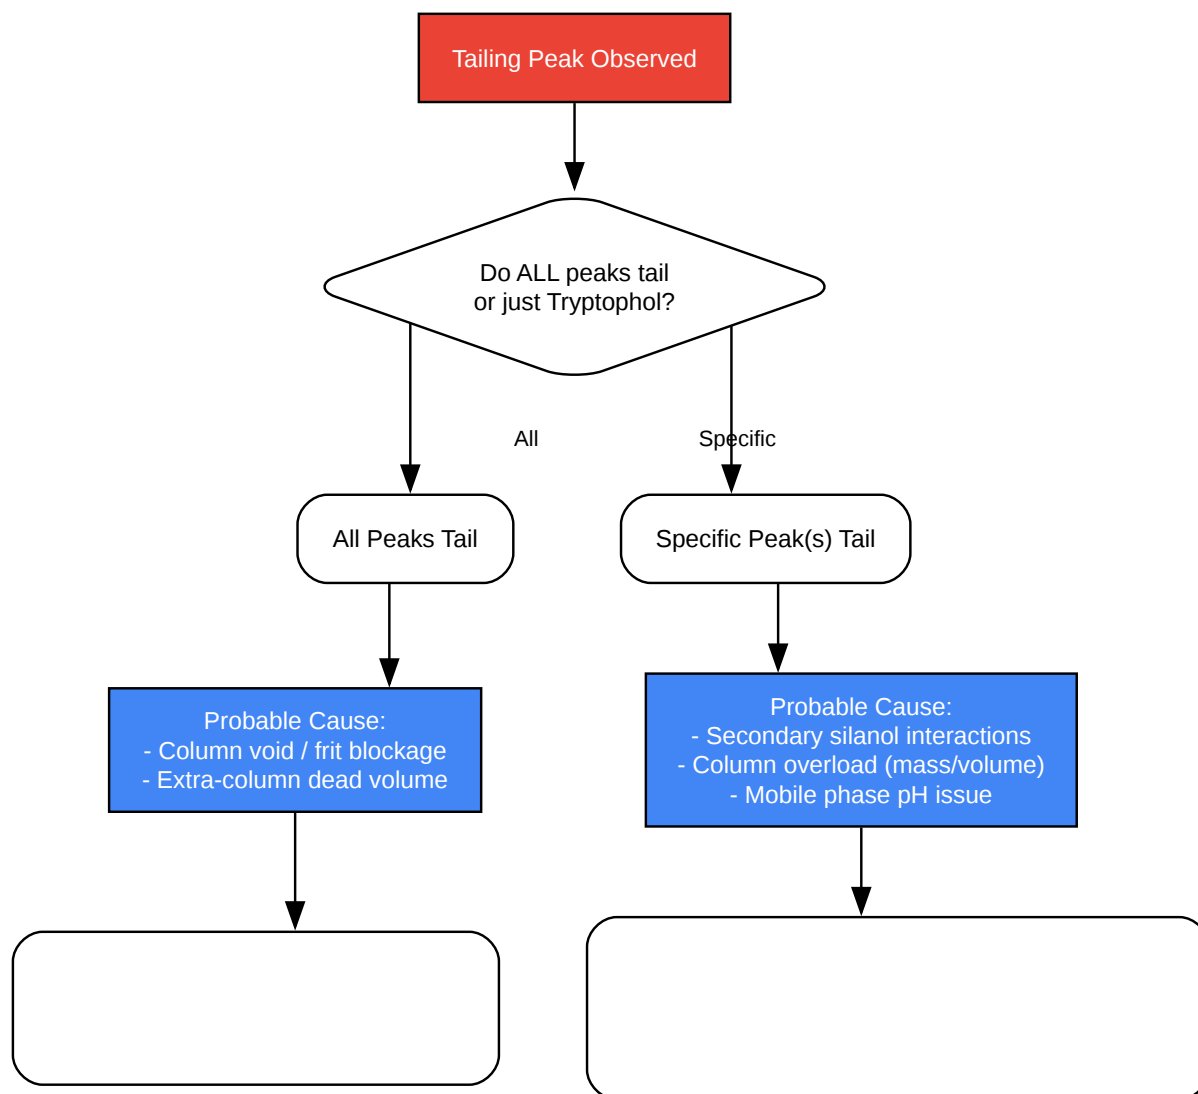 Tailing Peak Observed
Do ALL peaks tail
or just Tryptophol?
All
Specific
All Peaks Tail
Specific Peak(s) Tail
Probable Cause:
- Column void / frit blockage
- Extra-column dead volume
Probable Cause:
- Secondary silanol interactions
- Column overload (mass/volume)
- Mobile phase pH issue